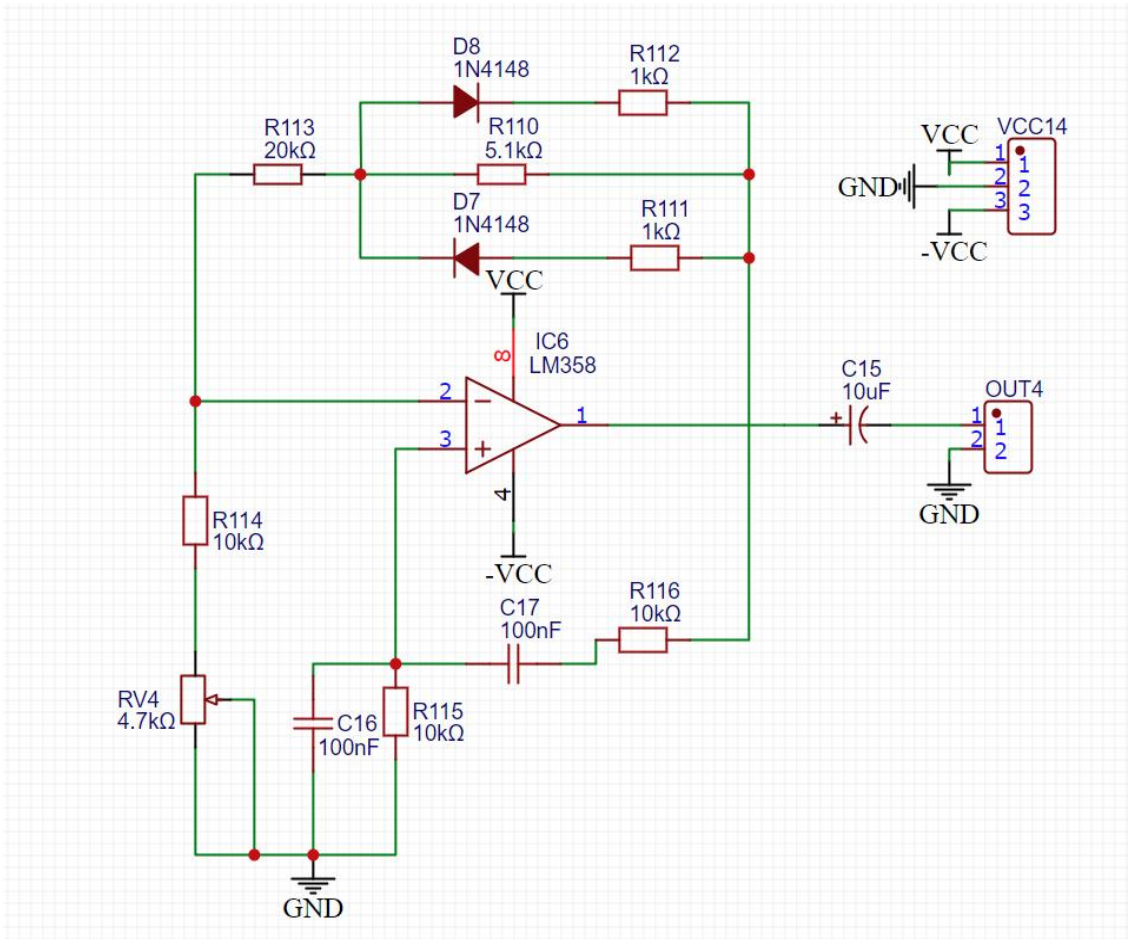 D8
1N4148
R112
1kΩ
R113
20kΩ
R110
5.1kΩ
D7
1N4148
R111
1kΩ
VCC
VCC14
1
1
GND
2
2
3
3
-VCC
VCC
8
IC6
LM358
2
1
3
4
-VCC
C15
10uF
OUT4
1
1
2
2
GND
R114
10kΩ
C17
100nF
R116
10kΩ
RV4
4.7kΩ
C16
100nF
R115
10kΩ
GND